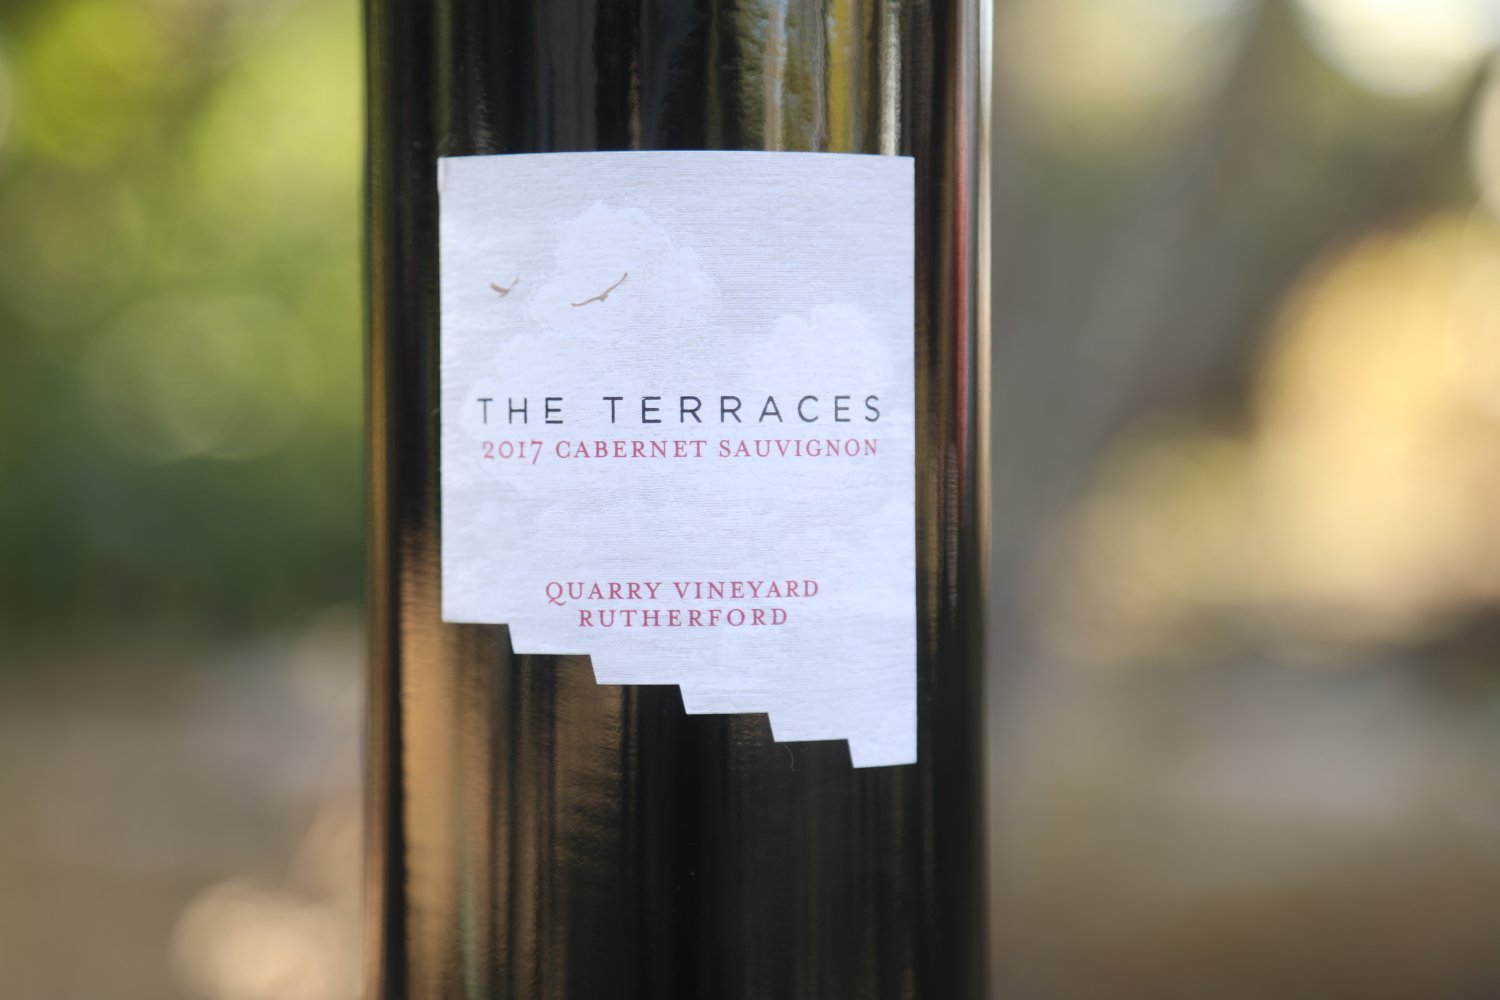 THE TERRACES
2017 CABERNET SAUVIGNON
QUARRY VINEYARD
RUTHERFORD